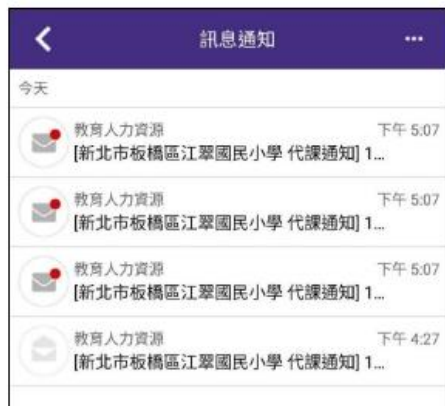 訊息通知
今天
教育人力資源 下午 5:07
[新北市板橋區江翠國民小學 代課通知] 1...
教育人力資源 下午 5:07
[新北市板橋區江翠國民小學 代課通知] 1...
教育人力資源 下午 5:07
[新北市板橋區江翠國民小學 代課通知] 1...
教育人力資源 下午 4:27
[新北市板橋區江翠國民小學 代課通知] 1...